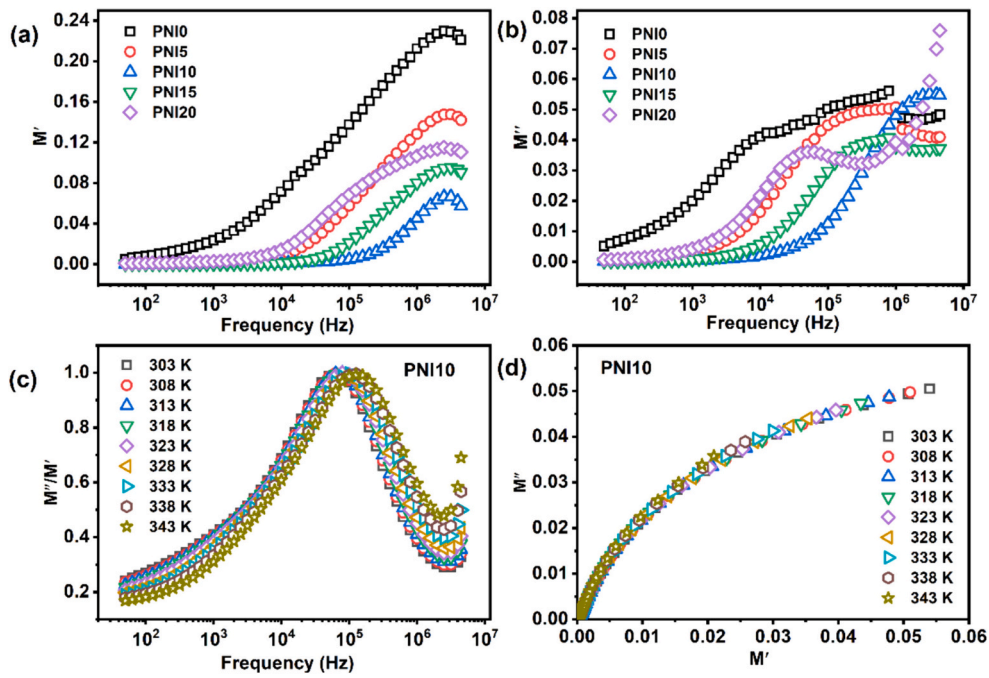 (a)
PNI0
PNI5
PNI10
PNI15
PNI20
0.24
0.20
0.16
0.12
0.08
0.04
0.00
M′
10² 10³ 10⁴ 10⁵ 10⁶ 10⁷
Frequency (Hz)
(b)
PNI0
PNI5
PNI10
PNI15
PNI20
0.08
0.07
0.06
0.05
0.04
0.03
0.02
0.01
0.00
M″
10² 10³ 10⁴ 10⁵ 10⁶ 10⁷
Frequency (Hz)
(c)
PNI10
303 K
308 K
313 K
318 K
323 K
328 K
333 K
338 K
343 K
1.0
0.8
0.6
0.4
0.2
M″/M′
10² 10³ 10⁴ 10⁵ 10⁶ 10⁷
Frequency (Hz)
(d)
PNI10
303 K
308 K
313 K
318 K
323 K
328 K
333 K
338 K
343 K
0.06
0.05
0.04
0.03
0.02
0.01
0.00
M″
0.00 0.01 0.02 0.03 0.04 0.05 0.06
M′